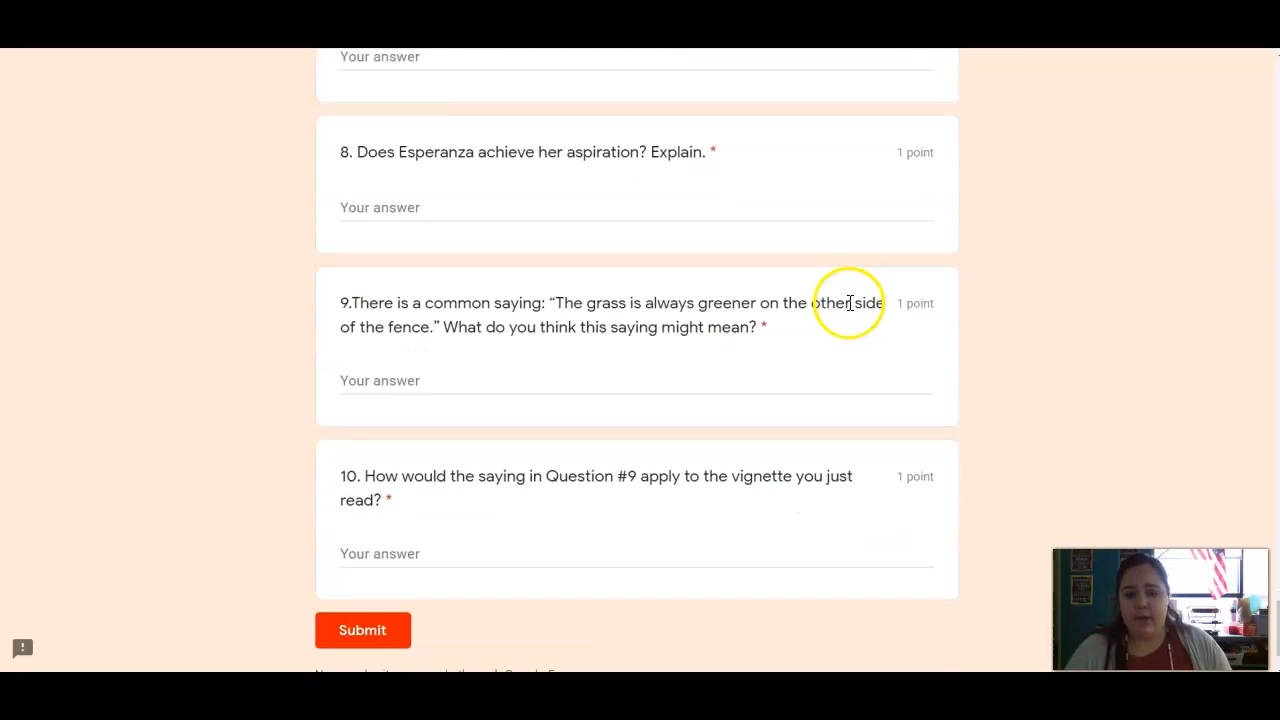 Your answer
8. Does Esperanza achieve her aspiration? Explain. *
1 point
Your answer
9.There is a common saying: “The grass is always greener on the other side
1 point
of the fence.” What do you think this saying might mean? *
Your answer
10. How would the saying in Question #9 apply to the vignette you just
1 point
read? *
Your answer
Submit